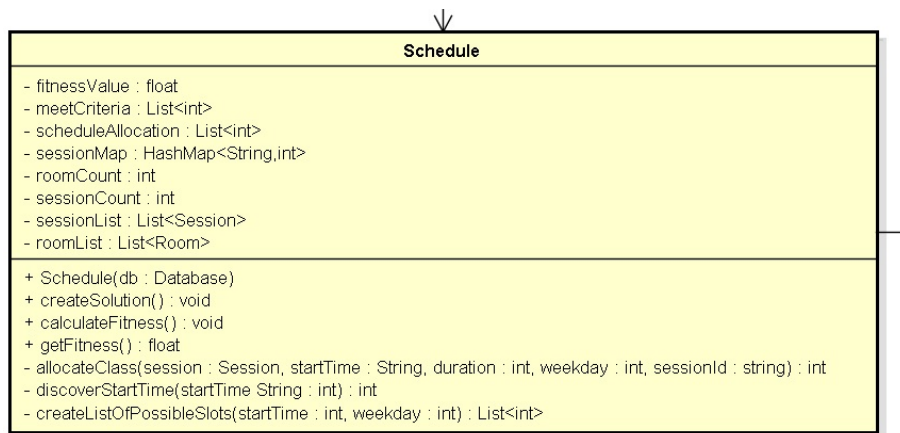 Schedule
- fitnessValue : float
- meetCriteria : List<int>
- scheduleAllocation : List<int>
- sessionMap : HashMap<String,int>
- roomCount : int
- sessionCount : int
- sessionList : List<Session>
- roomList : List<Room>
+ Schedule(db : Database)
+ createSolution() : void
+ calculateFitness() : void
+ getFitness() : float
- allocateClass(session : Session, startTime : String, duration : int, weekday : int, sessionId : string) : int
- discoverStartTime(startTime String : int) : int
- createListOfPossibleSlots(startTime : int, weekday : int) : List<int>